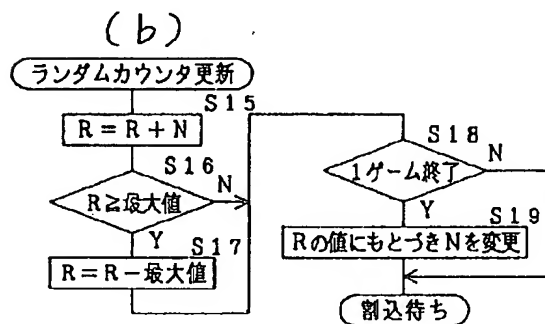 (b)
ランダムカウンタ更新
S15
R=R+N
S16
R≧最大値
N
Y
S17
R=R-最大値
S18
1ゲーム終了
N
Y
S19
Rの値にもとづきNを変更
割込待ち